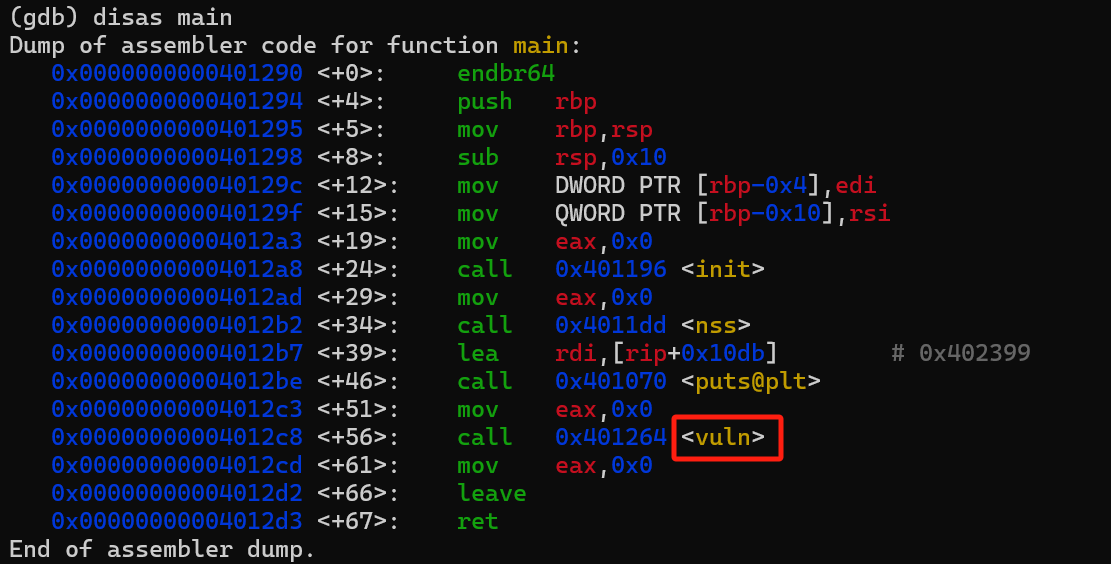 (gdb) disas main
Dump of assembler code for function main:
   0x0000000000401290 <+0>:     endbr64
   0x0000000000401294 <+4>:     push   rbp
   0x0000000000401295 <+5>:     mov    rbp,rsp
   0x0000000000401298 <+8>:     sub    rsp,0x10
   0x000000000040129c <+12>:    mov    DWORD PTR [rbp-0x4],edi
   0x000000000040129f <+15>:    mov    QWORD PTR [rbp-0x10],rsi
   0x00000000004012a3 <+19>:    mov    eax,0x0
   0x00000000004012a8 <+24>:    call   0x401196 <init>
   0x00000000004012ad <+29>:    mov    eax,0x0
   0x00000000004012b2 <+34>:    call   0x4011dd <nss>
   0x00000000004012b7 <+39>:    lea    rdi,[rip+0x10db]        # 0x402399
   0x00000000004012be <+46>:    call   0x401070 <puts@plt>
   0x00000000004012c3 <+51>:    mov    eax,0x0
   0x00000000004012c8 <+56>:    call   0x401264 <vuln>
   0x00000000004012cd <+61>:    mov    eax,0x0
   0x00000000004012d2 <+66>:    leave
   0x00000000004012d3 <+67>:    ret
End of assembler dump.